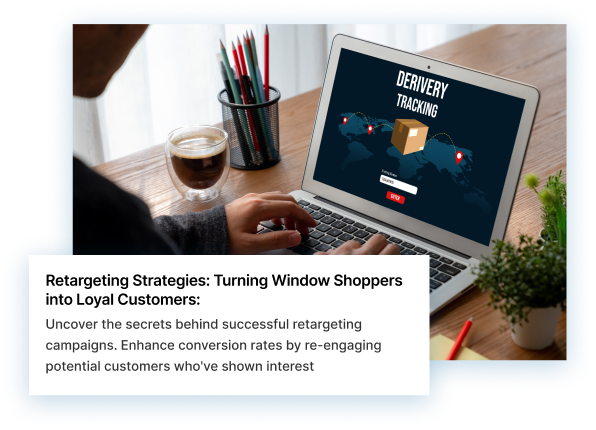 DERIVERY
TRACKING
ENTER
Retargeting Strategies: Turning Window Shoppers
into Loyal Customers:
Uncover the secrets behind successful retargeting
campaigns. Enhance conversion rates by re-engaging
potential customers who've shown interest